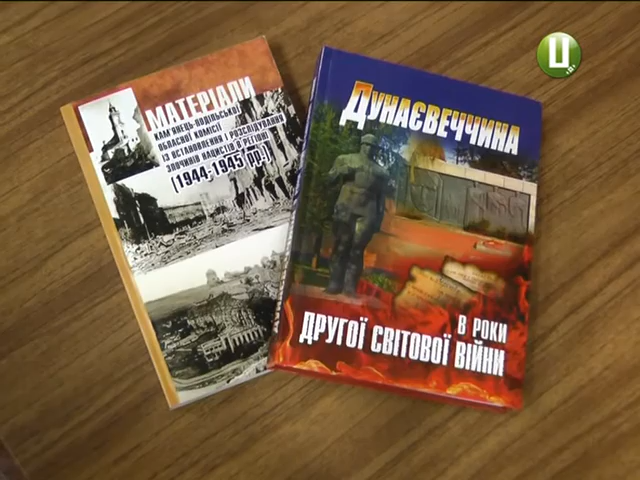 МАТЕРІАЛИ
КАМ'ЯНЕЦЬ-ПОДІЛЬСЬКОЇ
ОБЛАСНОЇ КОМІСІЇ
ІЗ ВСТАНОВЛЕННЯ І РОЗСЛІДУВАННЯ
ЗЛОЧИНІВ НАЦИСТІВ В РЕГІОНІ
(1944-1945 рр.)
ДУНАЄВЕЧЧИНА
В РОКИ
ДРУГОЇ СВІТОВОЇ ВІЙНИ
Ц